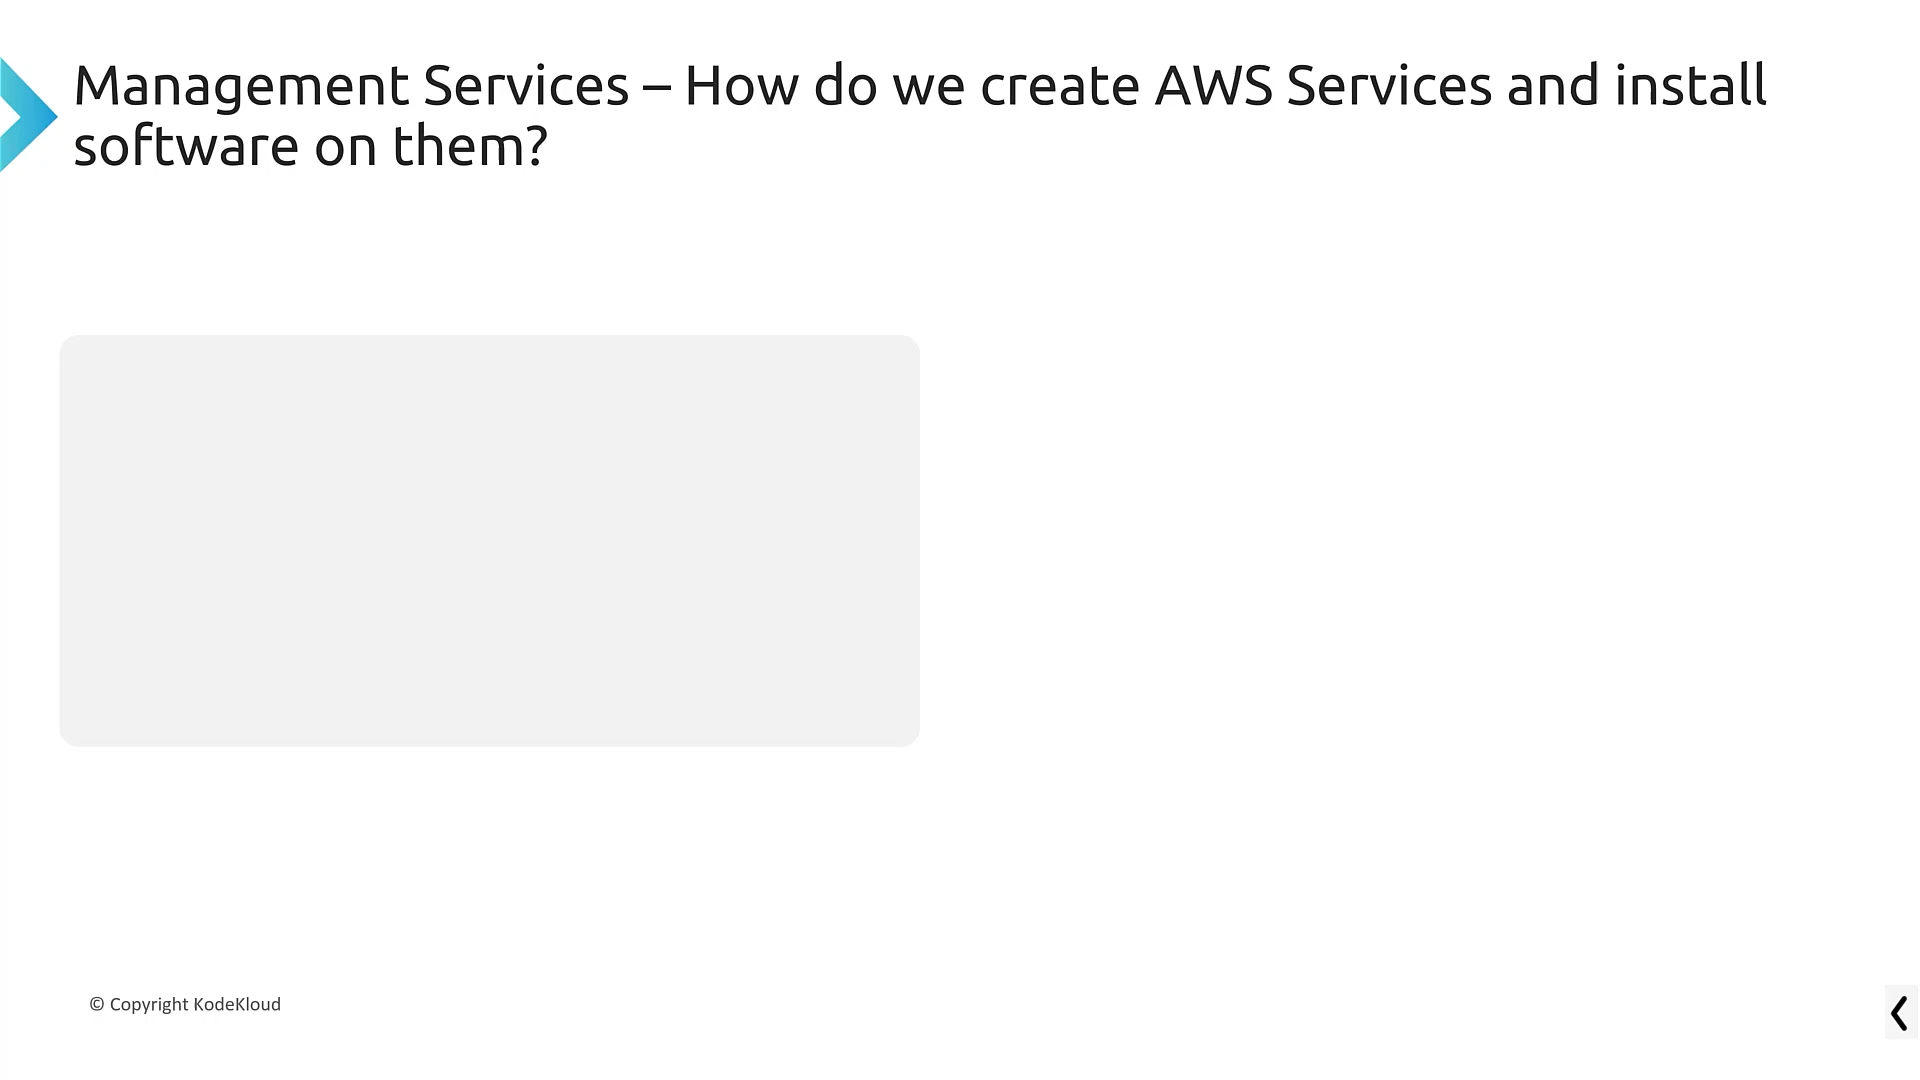 Management Services – How do we create AWS Services and install
software on them?
© Copyright KodeKloud